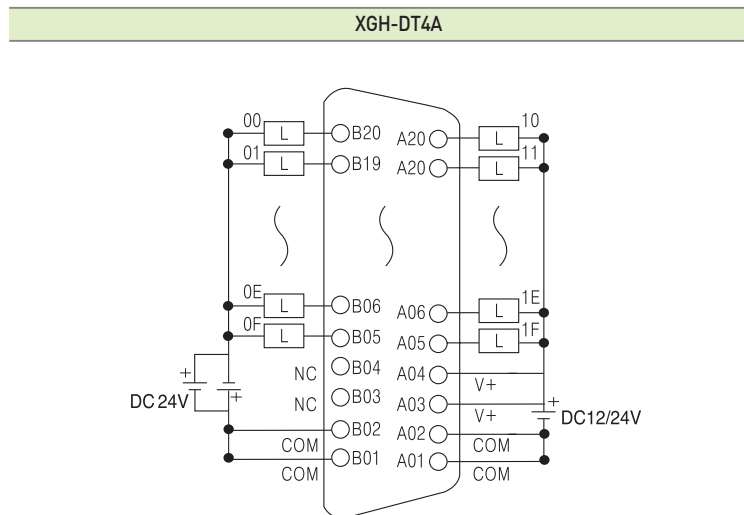 XGH-DT4A
00 L B20 A20 L 10
01 L B19 A20 L 11
0E L B06 A06 L 1E
0F L B05 A05 L 1F
NC B04 A04 V+
NC B03 A03 V+
DC 24V + + + DC12/24V
COM B02 A02 COM
COM B01 A01 COM